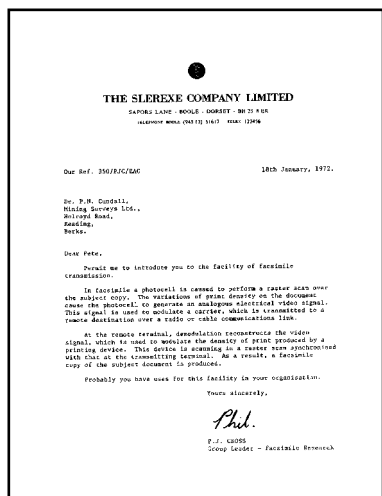 THE SLEREXE COMPANY LIMITED
SAPORS LANE - BOOLE - DORSET - BH 25 8 ER
TELEPHONE BOOLE (945 13) 51617 TELEX 123456
Our Ref. 350/PJC/EAC 18th January, 1972.
Dr. P.N. Cundall,
Mining Surveys Ltd.,
Holroyd Road,
Reading,
Berks.
Dear Pete,
Permit me to introduce you to the facility of facsimile
transmission.
In facsimile a photocell is caused to perform a raster scan over
the subject copy. The variations of print density on the document
cause the photocell to generate an analogous electrical video signal.
This signal is used to modulate a carrier, which is transmitted to a
remote destination over a radio or cable communications link.
At the remote terminal, demodulation reconstructs the video
signal, which is used to modulate the density of print produced by a
printing device. This device is scanning in a raster scan synchronised
with that at the transmitting terminal. As a result, a facsimile
copy of the subject document is produced.
Probably you have uses for this facility in your organisation.
Yours sincerely,
Phil.
P.J. CROSS
Group Leader - Facsimile Research